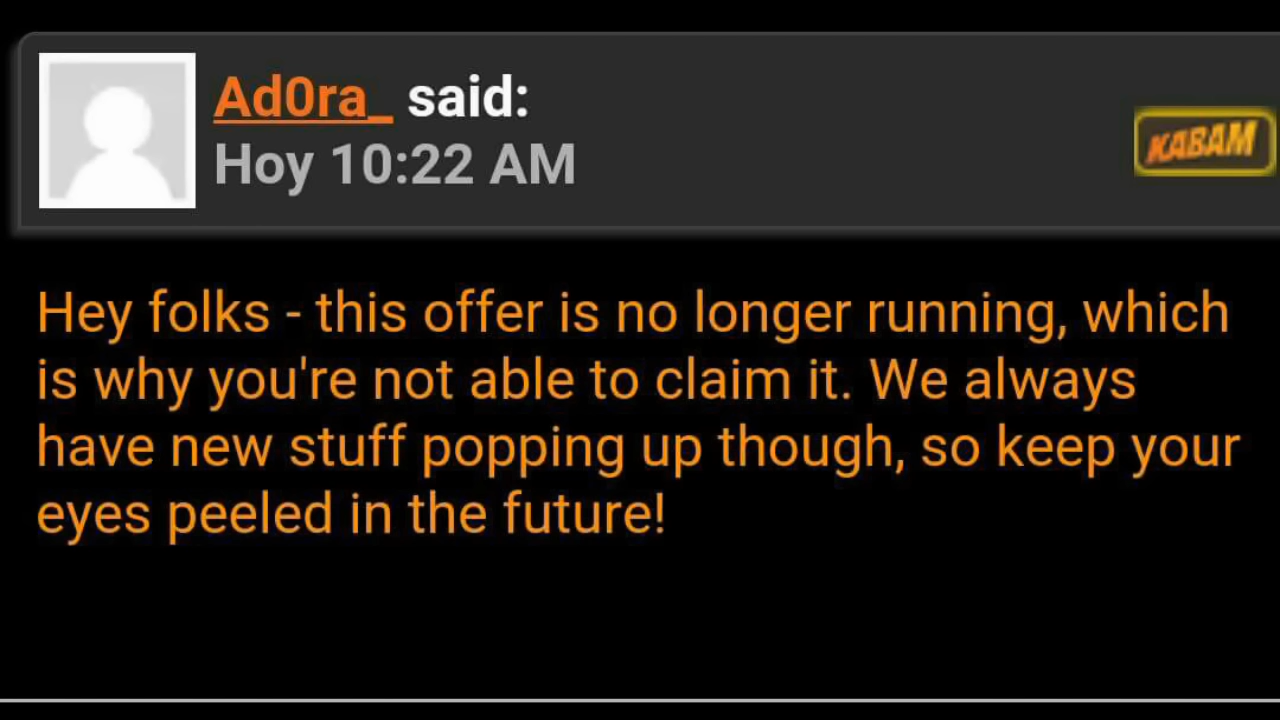 Ad0ra_ said:
Hoy 10:22 AM
KABAM
Hey folks - this offer is no longer running, which
is why you're not able to claim it. We always
have new stuff popping up though, so keep your
eyes peeled in the future!